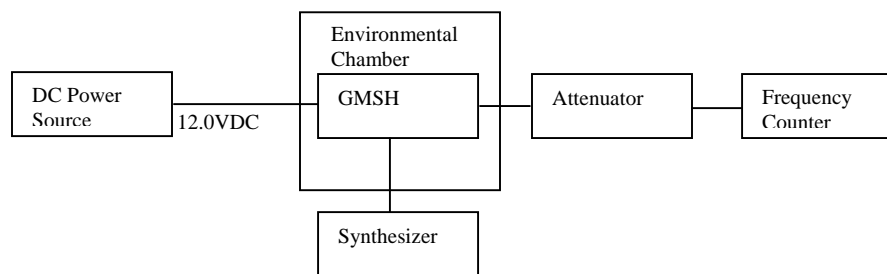 Environmental
Chamber
DC Power
Source
GMSH
Attenuator
Frequency
Counter
12.0VDC
Synthesizer